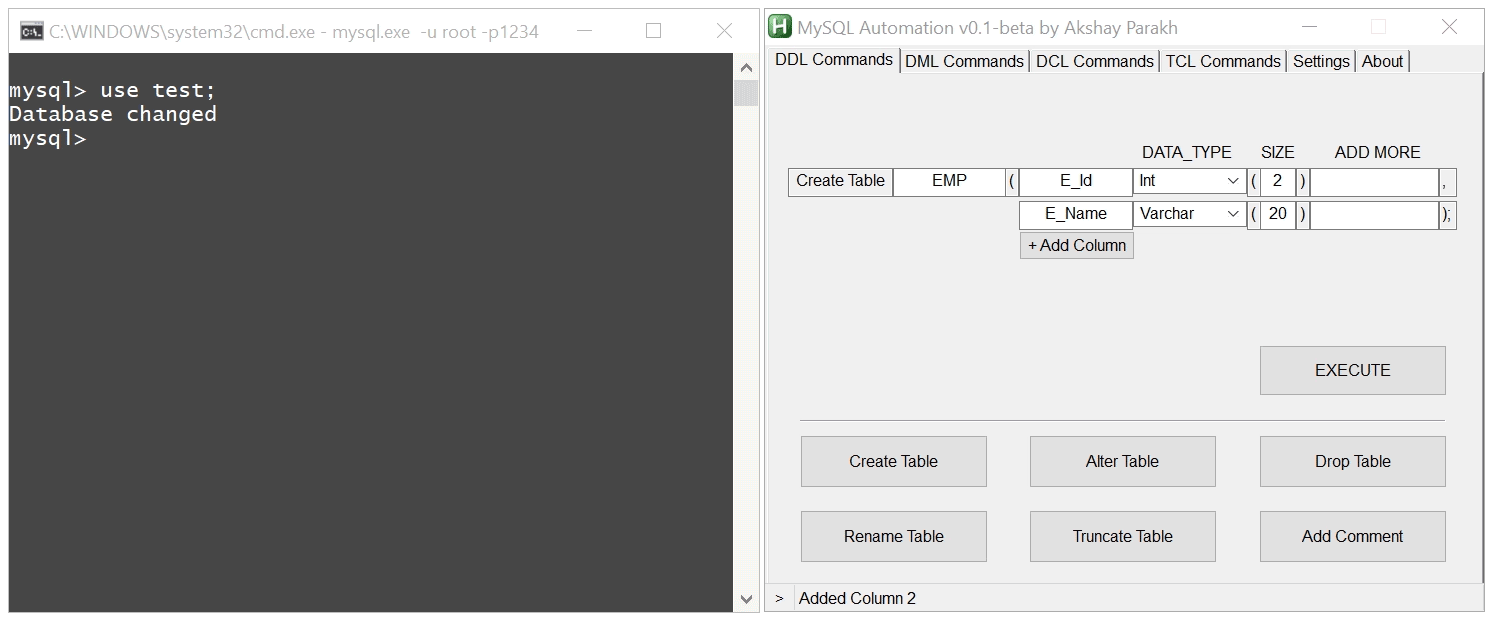 C:\WINDOWS\system32\cmd.exe - mysql.exe -u root -p1234
mysql> use test;
Database changed
mysql>
MySQL Automation v0.1-beta by Akshay Parakh
DDL Commands DML Commands DCL Commands TCL Commands Settings About
DATA_TYPE SIZE ADD MORE
Create Table EMP ( E_Id Int ( 2 ) ,
E_Name Varchar ( 20 ) );
+ Add Column
EXECUTE
Create Table Alter Table Drop Table
Rename Table Truncate Table Add Comment
> Added Column 2